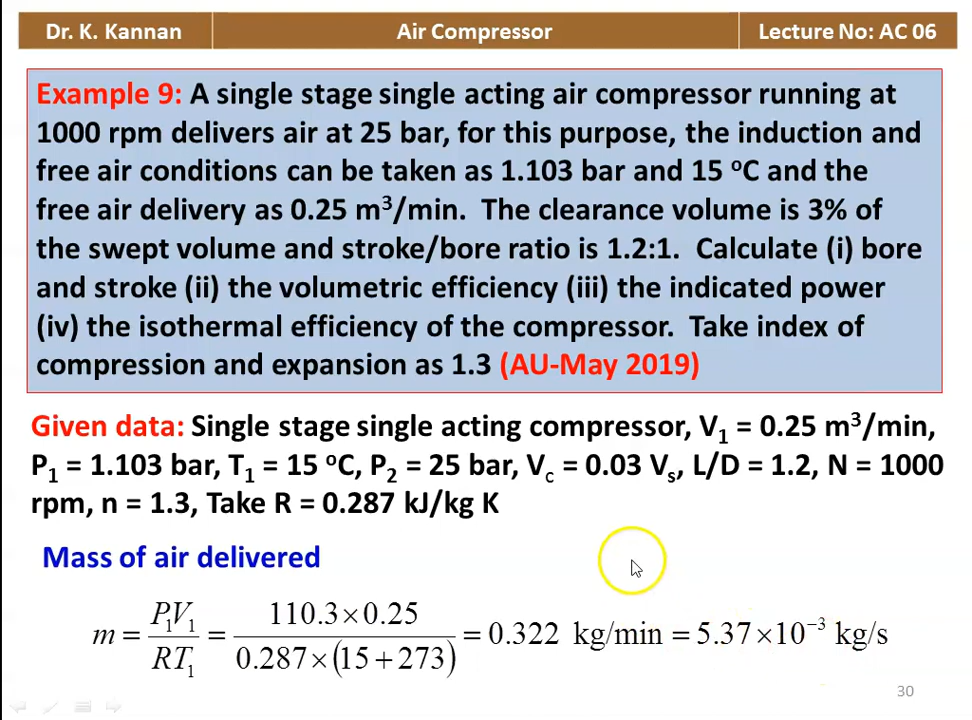 Dr. K. Kannan
Air Compressor
Lecture No: AC 06
Example 9: A single stage single acting air compressor running at
1000 rpm delivers air at 25 bar, for this purpose, the induction and
free air conditions can be taken as 1.103 bar and 15 ᵒC and the
free air delivery as 0.25 m³/min. The clearance volume is 3% of
the swept volume and stroke/bore ratio is 1.2:1. Calculate (i) bore
and stroke (ii) the volumetric efficiency (iii) the indicated power
(iv) the isothermal efficiency of the compressor. Take index of
compression and expansion as 1.3 (AU-May 2019)
Given data: Single stage single acting compressor, V₁ = 0.25 m³/min,
P₁ = 1.103 bar, T₁ = 15 ᵒC, P₂ = 25 bar, V_c = 0.03 V_s, L/D = 1.2, N = 1000
rpm, n = 1.3, Take R = 0.287 kJ/kg K
Mass of air delivered
m = P₁V₁ / RT₁ = 110.3 × 0.25 / 0.287 × (15 + 273) = 0.322 kg/min = 5.37 × 10⁻³ kg/s
30